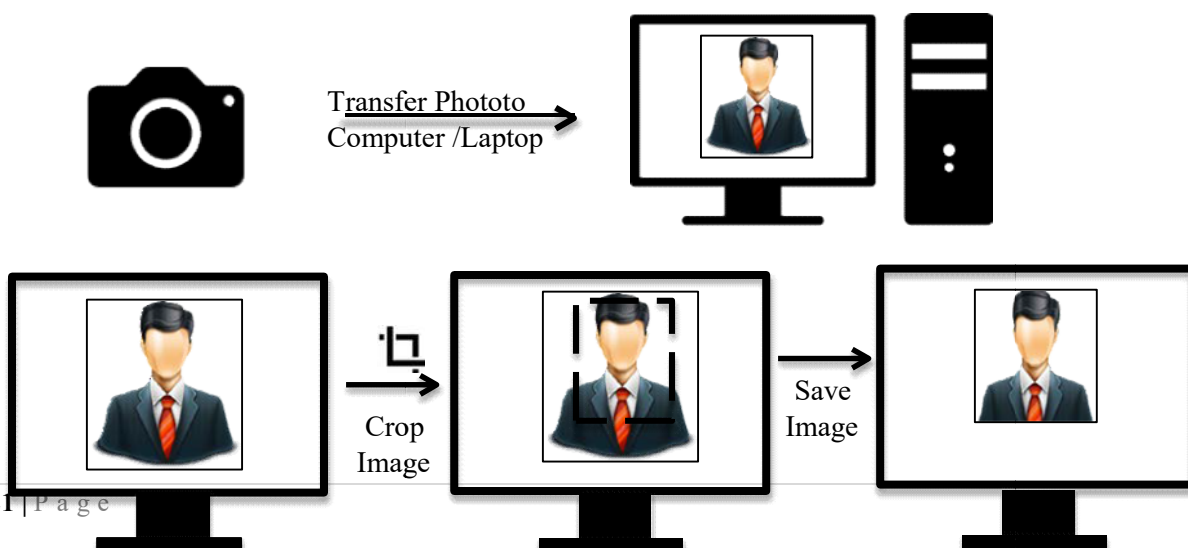 Transfer Phototo
Computer /Laptop
Crop
Image
Save
Image
1 | P a g e